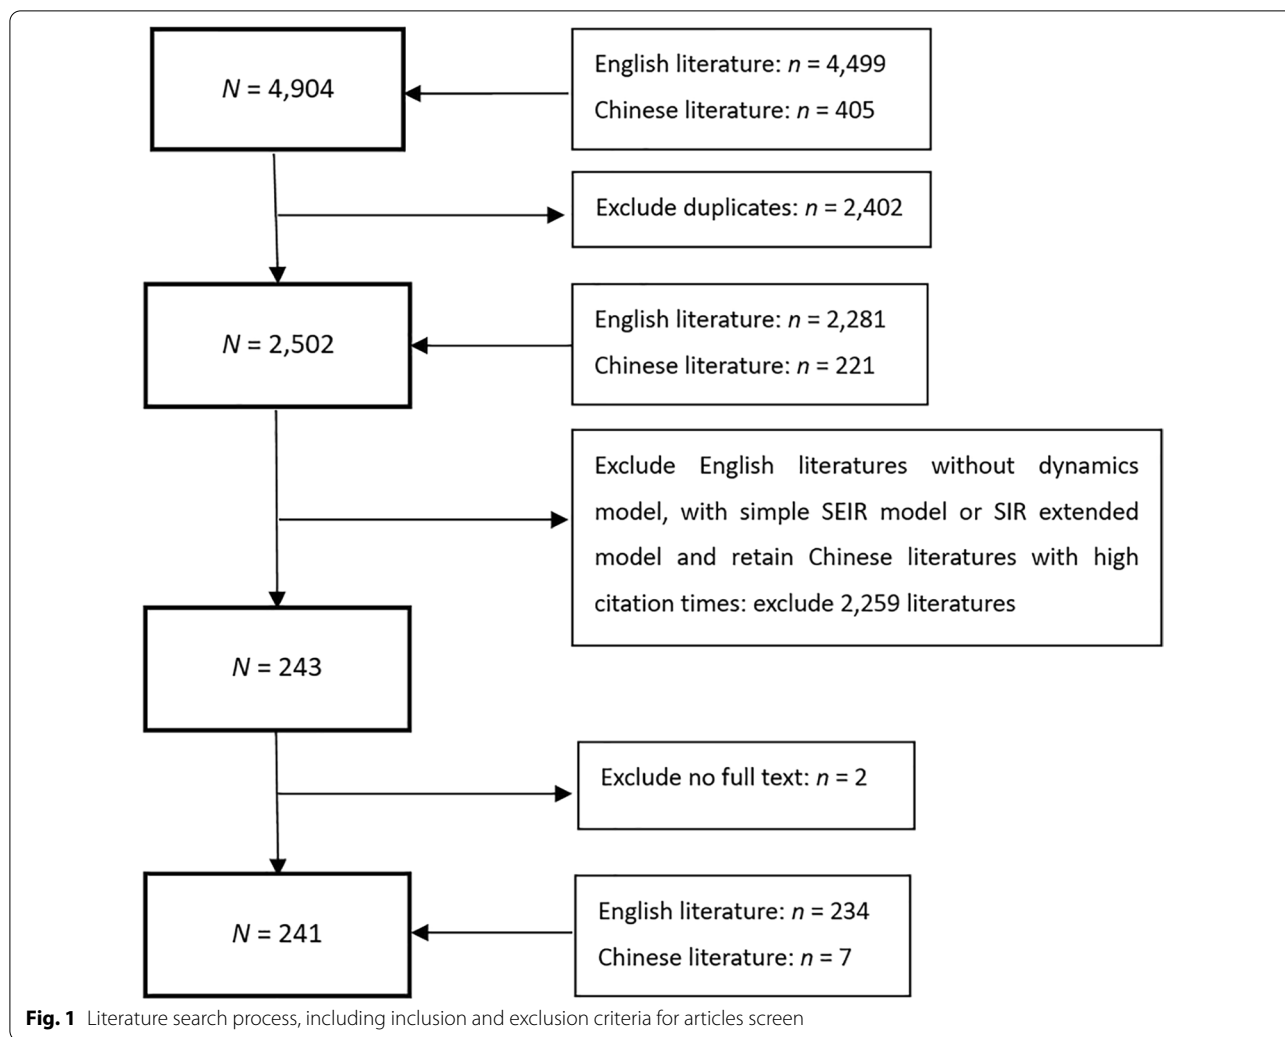 N = 4,904
English literature: n = 4,499
Chinese literature: n = 405
Exclude duplicates: n = 2,402
N = 2,502
English literature: n = 2,281
Chinese literature: n = 221
Exclude English literatures without dynamics
model, with simple SEIR model or SIR extended
model and retain Chinese literatures with high
citation times: exclude 2,259 literatures
N = 243
Exclude no full text: n = 2
N = 241
English literature: n = 234
Chinese literature: n = 7
Fig. 1 Literature search process, including inclusion and exclusion criteria for articles screen